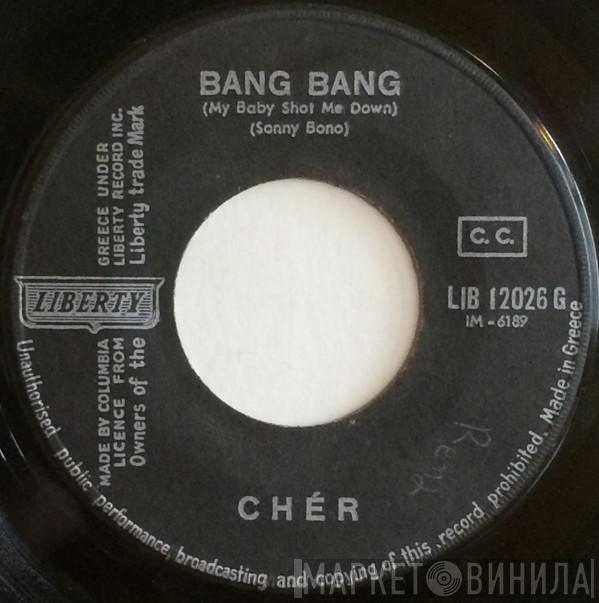 BANG BANG
(My Baby Shot Me Down)
(Sonny Bono)
MADE BY COLUMBIA GREECE UNDER
LICENCE FROM LIBERTY RECORD INC.
Owners of the Liberty trade Mark
LIBERTY
C. C.
LIB 12026 G
IM - 6189
CHÉR
Unauthorised public performance, broadcasting and copying of this record prohibited. Made in Greece
МАРКЕТ ВИНИЛА